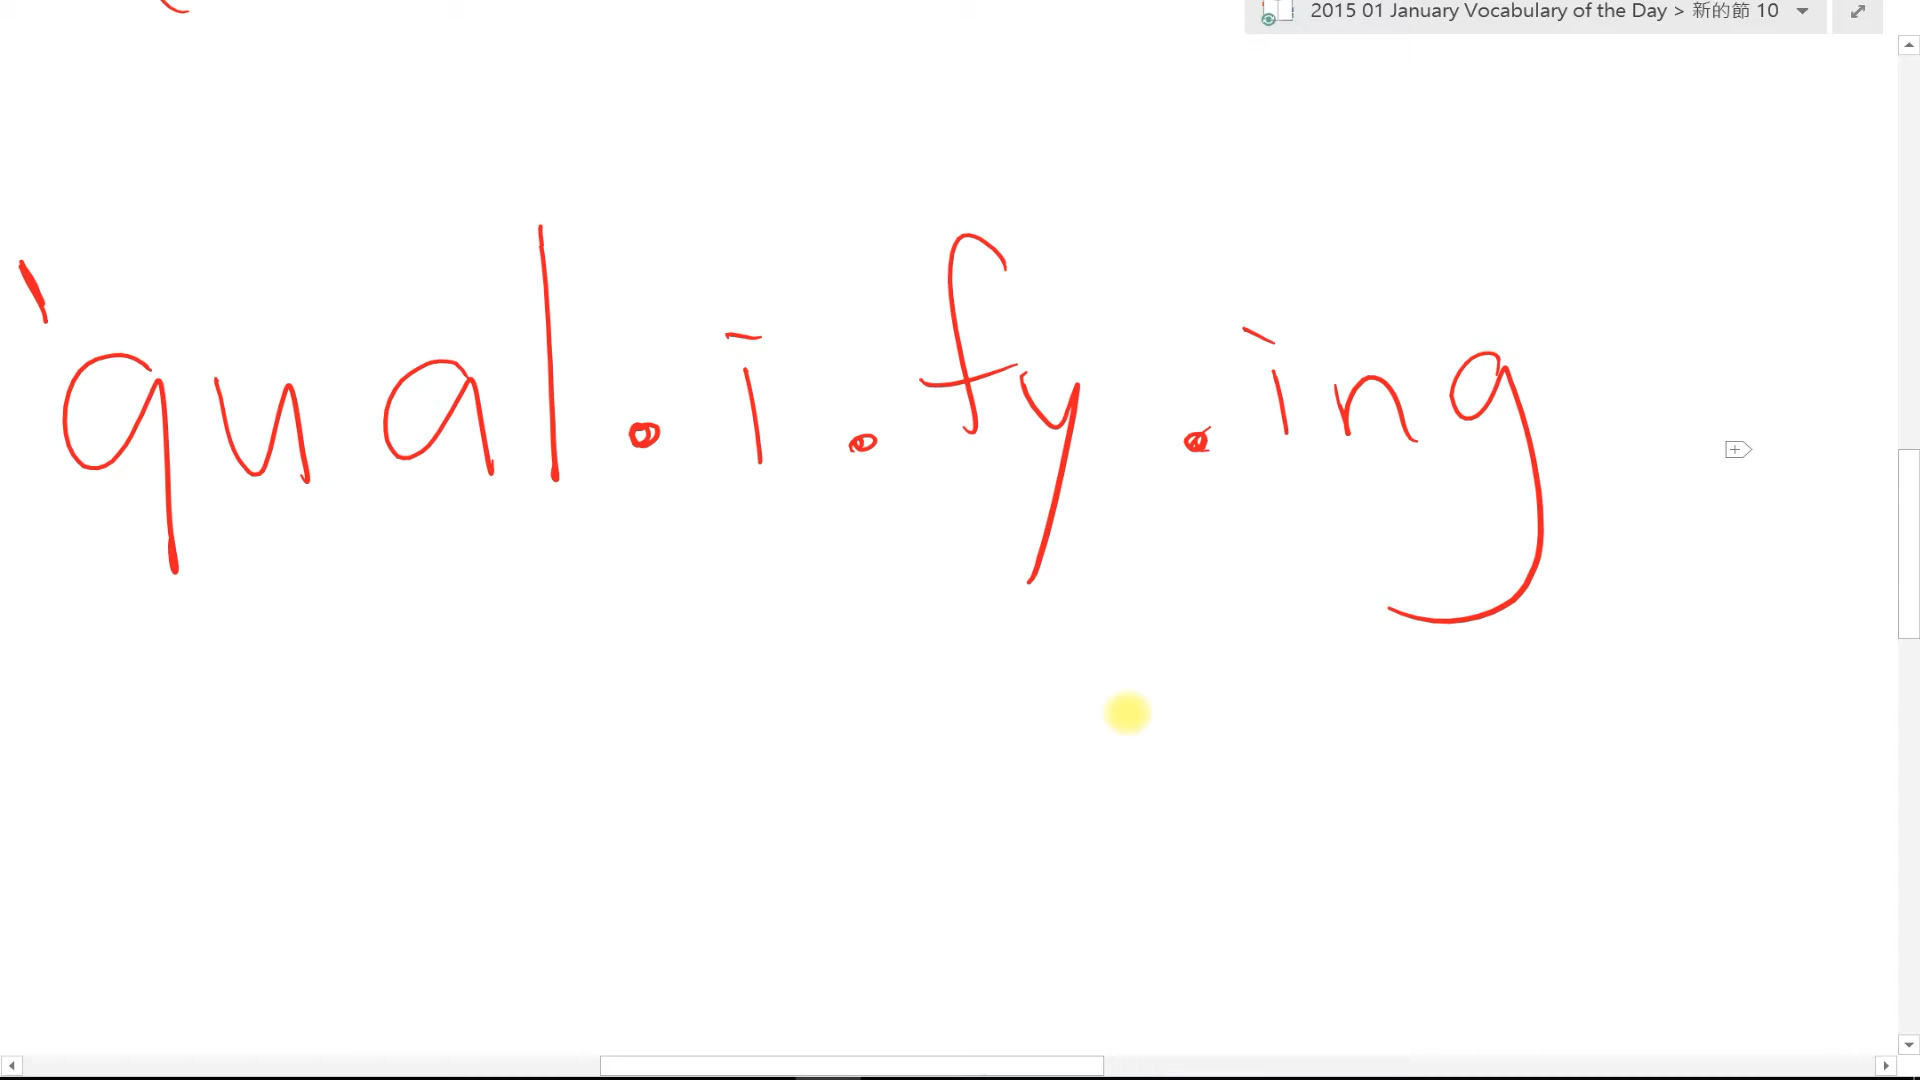 2015 01 January Vocabulary of the Day > 新的節 10
'qual.i.fy.ing